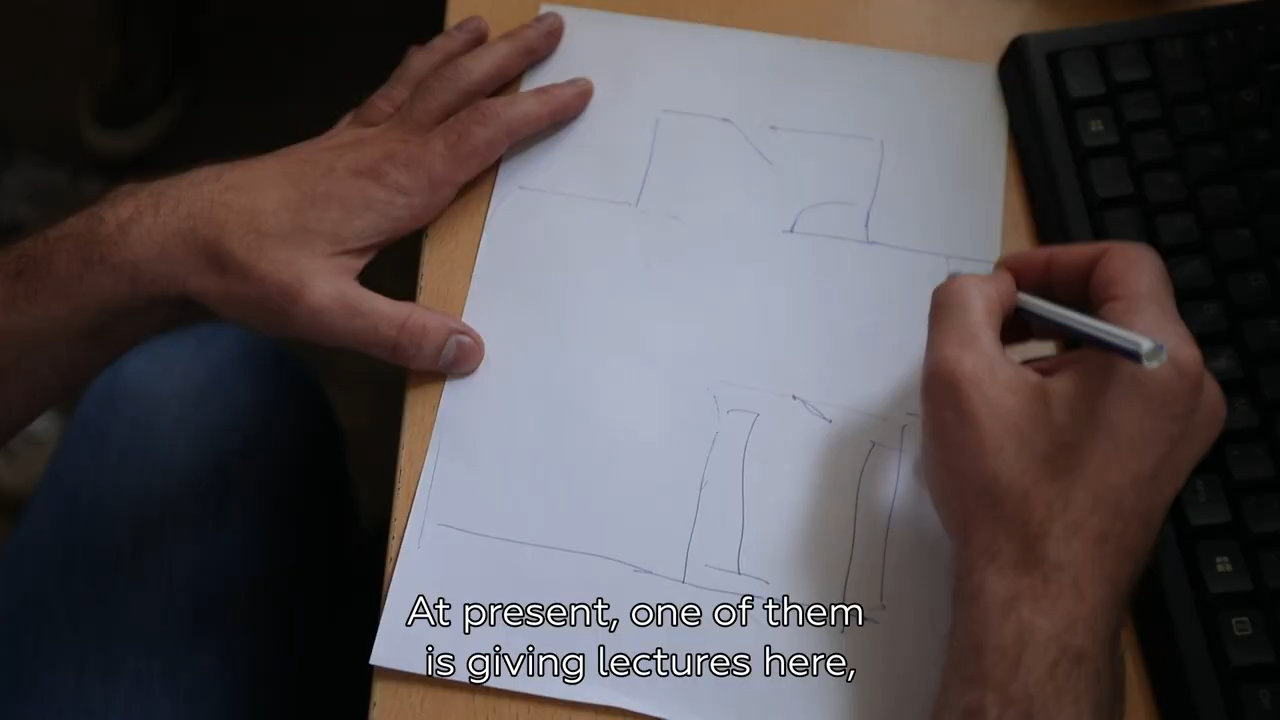 At present, one of them
is giving lectures here,